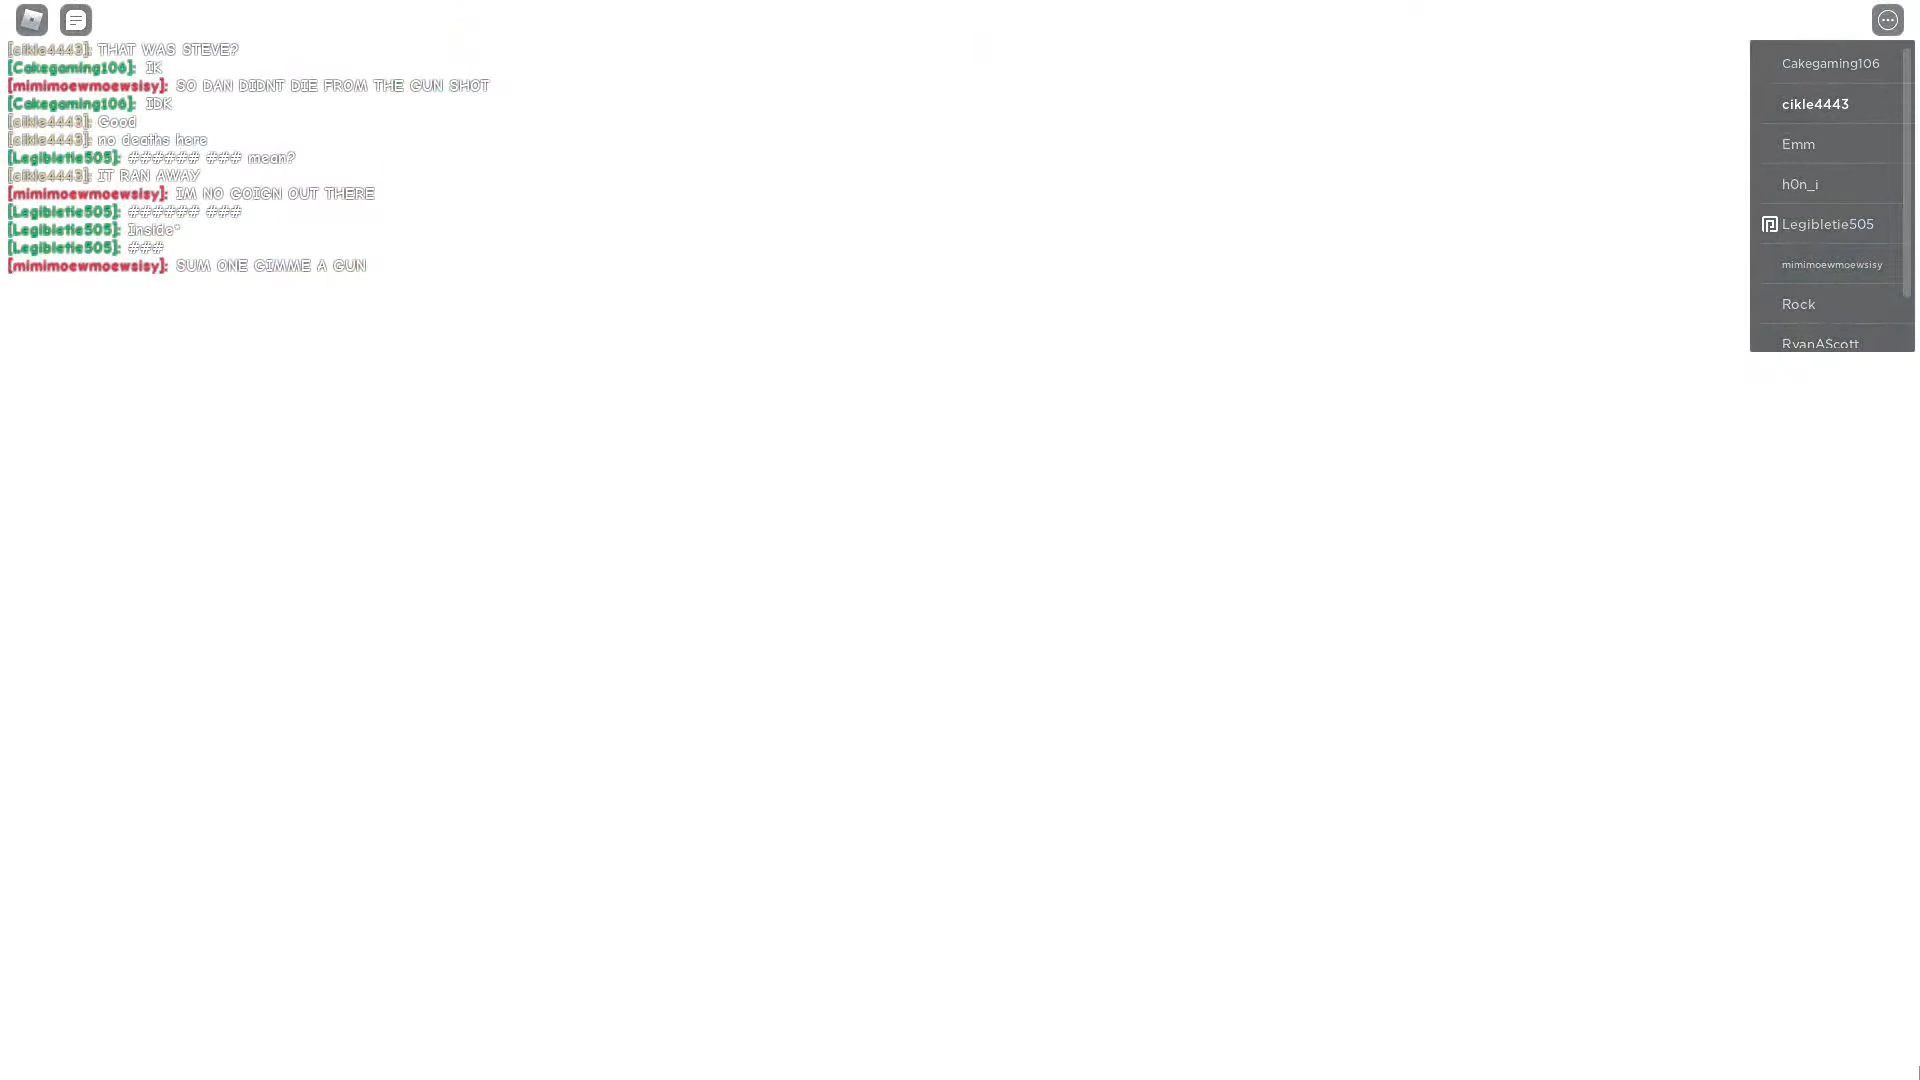 [cikle4443]: THAT WAS STEVE?
[Cakegaming106]: IK
[mimimoewmoewsisy]: SO DAN DIDNT DIE FROM THE GUN SHOT
[Cakegaming106]: IDK
[cikle4443]: Good
[cikle4443]: no deaths here
[Legibletie505]: ###### ### mean?
[cikle4443]: IT RAN AWAY
[mimimoewmoewsisy]: IM NO GOIGN OUT THERE
[Legibletie505]: ###### ###
[Legibletie505]: Inside*
[Legibletie505]: ###
[mimimoewmoewsisy]: SUM ONE GIMME A GUN
Cakegaming106
cikle4443
Emm
h0n_i
Legibletie505
mimimoewmoewsisy
Rock
RyanAScott